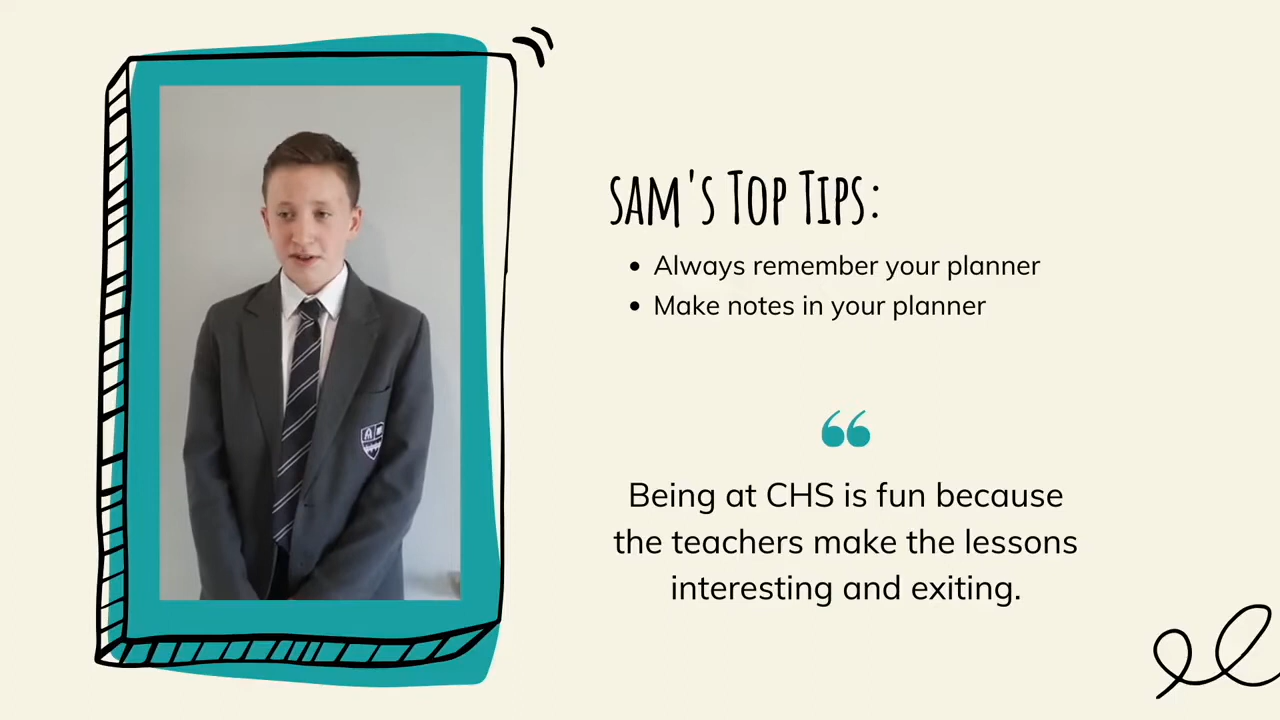 SAM'S TOP TIPS:
Always remember your planner
Make notes in your planner
“
Being at CHS is fun because
the teachers make the lessons
interesting and exiting.